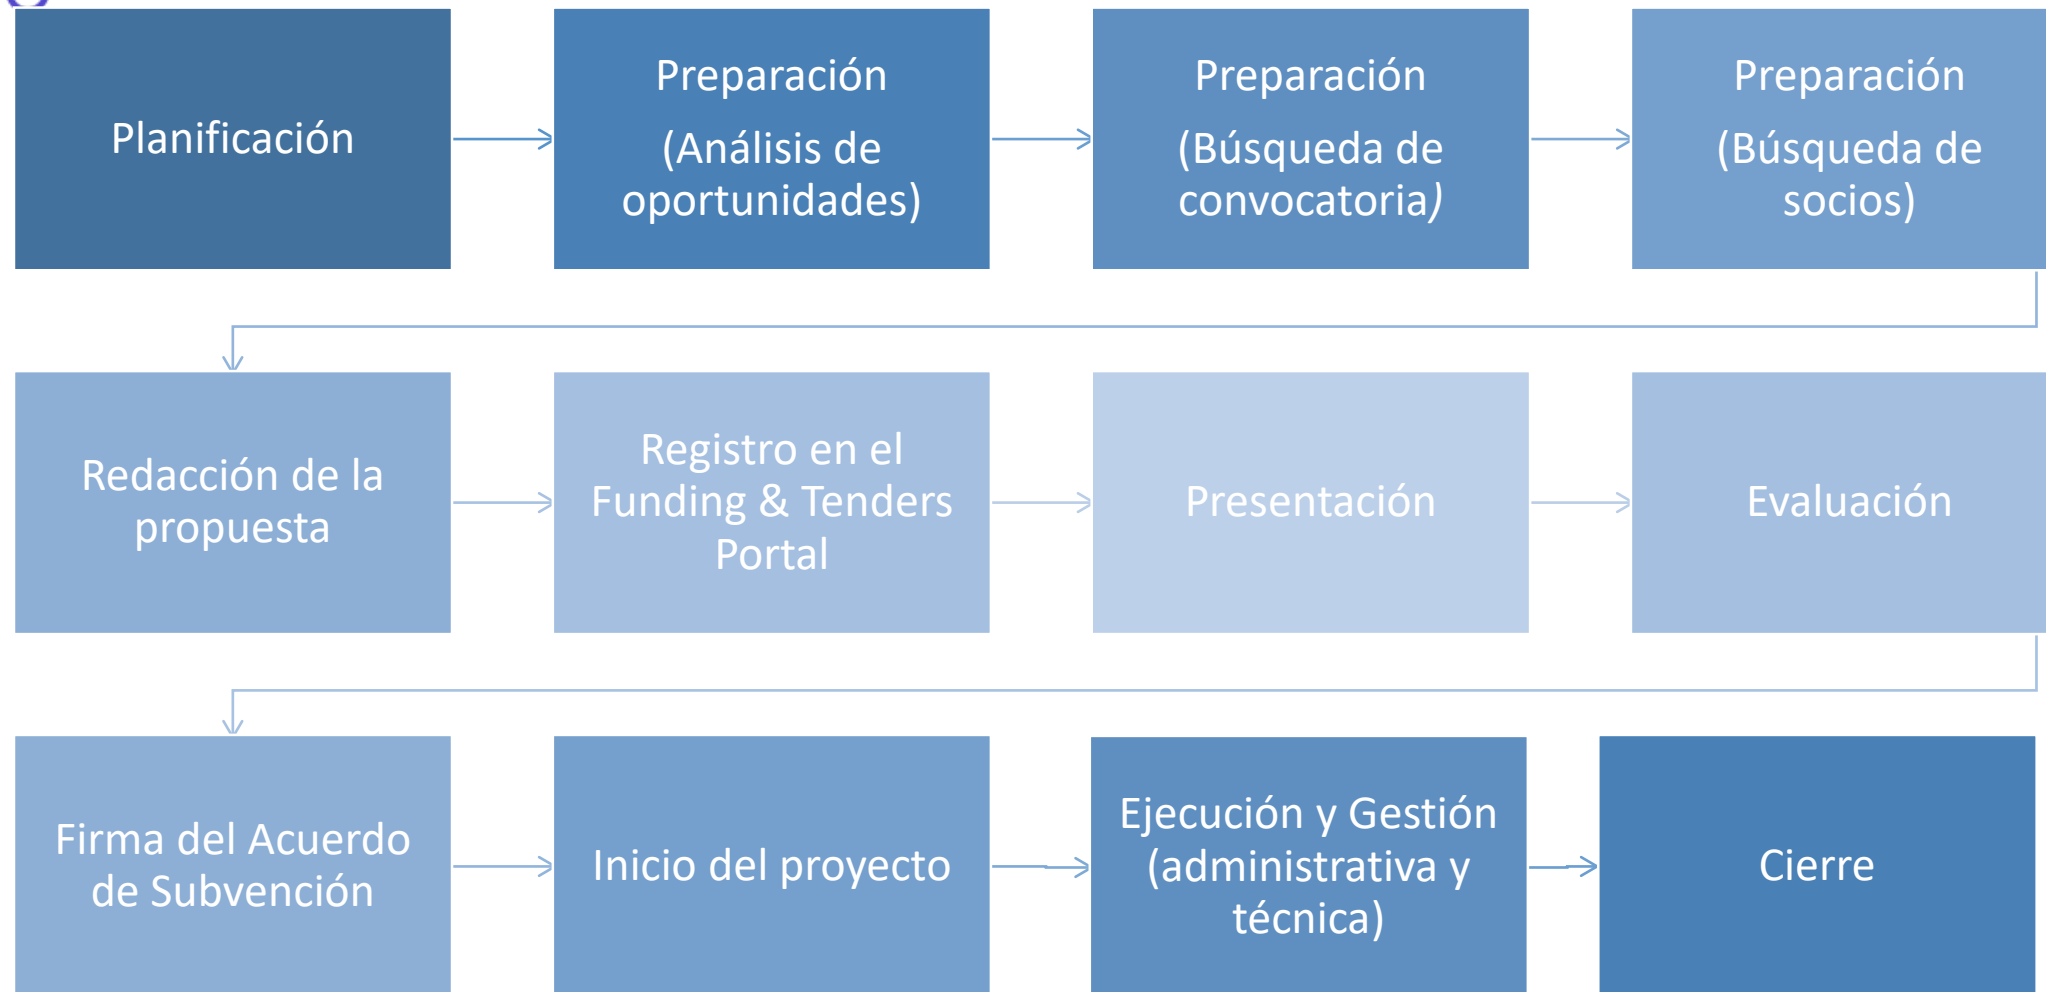 Planificación
Preparación
(Análisis de
oportunidades)
Preparación
(Búsqueda de
convocatoria)
Preparación
(Búsqueda de
socios)
Redacción de la
propuesta
Registro en el
Funding & Tenders
Portal
Presentación
Evaluación
Firma del Acuerdo
de Subvención
Inicio del proyecto
Ejecución y Gestión
(administrativa y
técnica)
Cierre